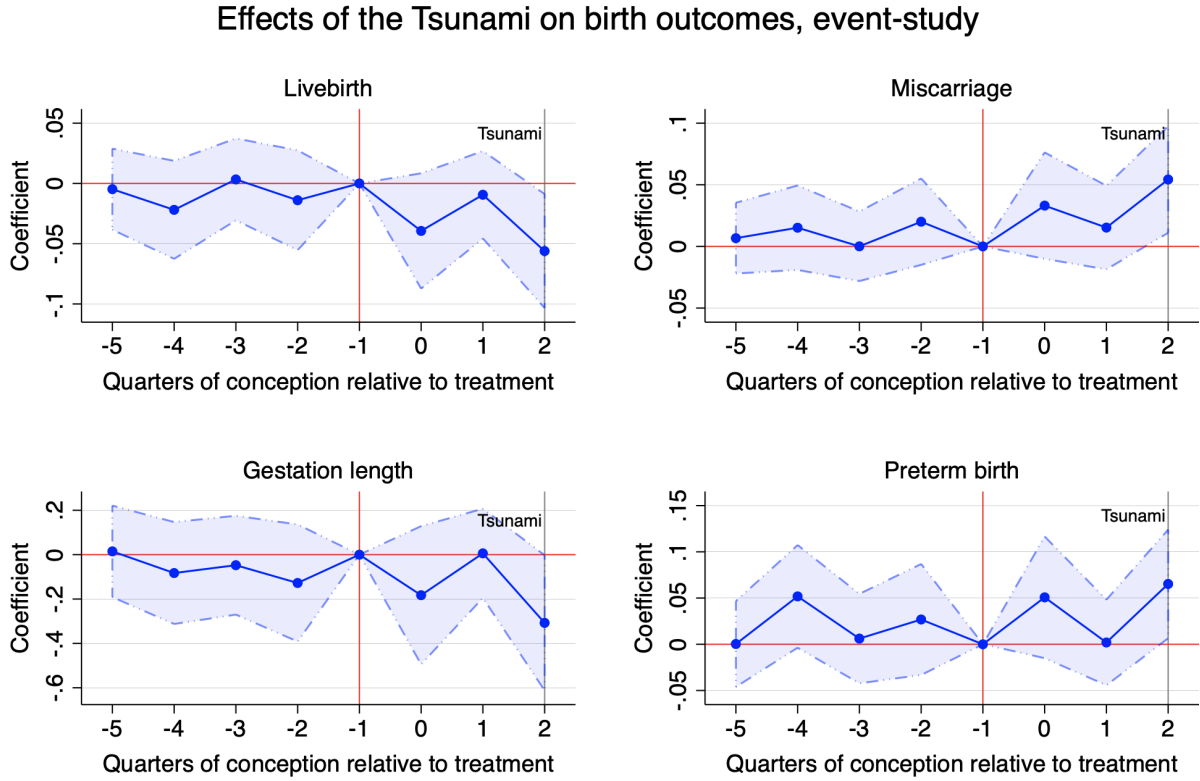 Effects of the Tsunami on birth outcomes, event-study
Livebirth
Coefficient
.05
0
.05
-.1
Tsunami
-5 -4 -3 -2 -1 0 1 2
Quarters of conception relative to treatment
Miscarriage
Coefficient
.1
.05
0
-.05
Tsunami
-5 -4 -3 -2 -1 0 1 2
Quarters of conception relative to treatment
Gestation length
Coefficient
.2
0
.2
-.4
-.6
Tsunami
-5 -4 -3 -2 -1 0 1 2
Quarters of conception relative to treatment
Preterm birth
Coefficient
.15
.1
.05
0
-.05
Tsunami
-5 -4 -3 -2 -1 0 1 2
Quarters of conception relative to treatment